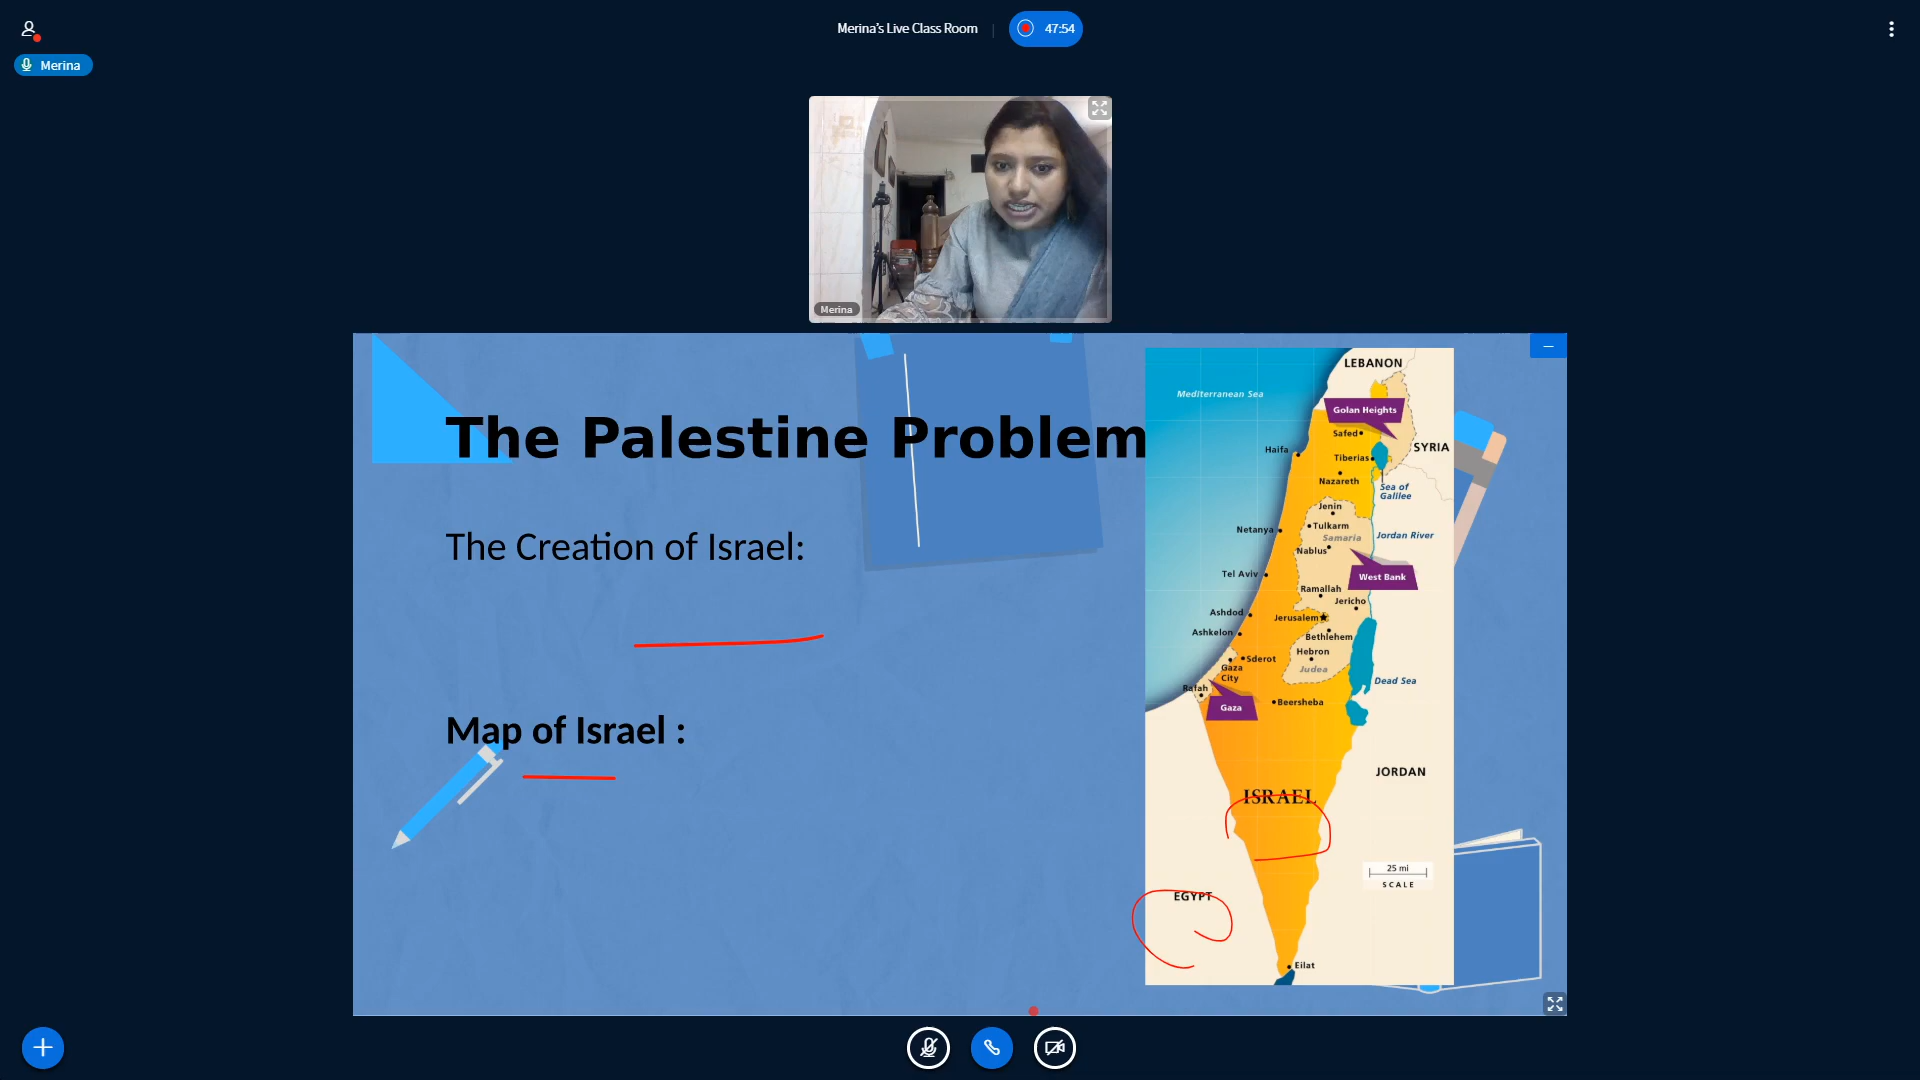 Merina's Live Class Room
47:54
Merina
Merina
The Palestine Problem
The Creation of Israel:
Map of Israel :
LEBANON
Mediterranean Sea
Golan Heights
Safed
SYRIA
Haifa
Tiberias
Nazareth
Sea of
Galilee
Jenin
Netanya
Tulkarm
Samaria
Jordan River
Nablus
Tel Aviv
West Bank
Ramallah
Jericho
Ashdod
Jerusalem
Ashkelon
Bethlehem
Hebron
Sderot
Gaza
City
Judea
Dead Sea
Rafah
Gaza
Beersheba
JORDAN
ISRAEL
25 mi
SCALE
EGYPT
Eilat